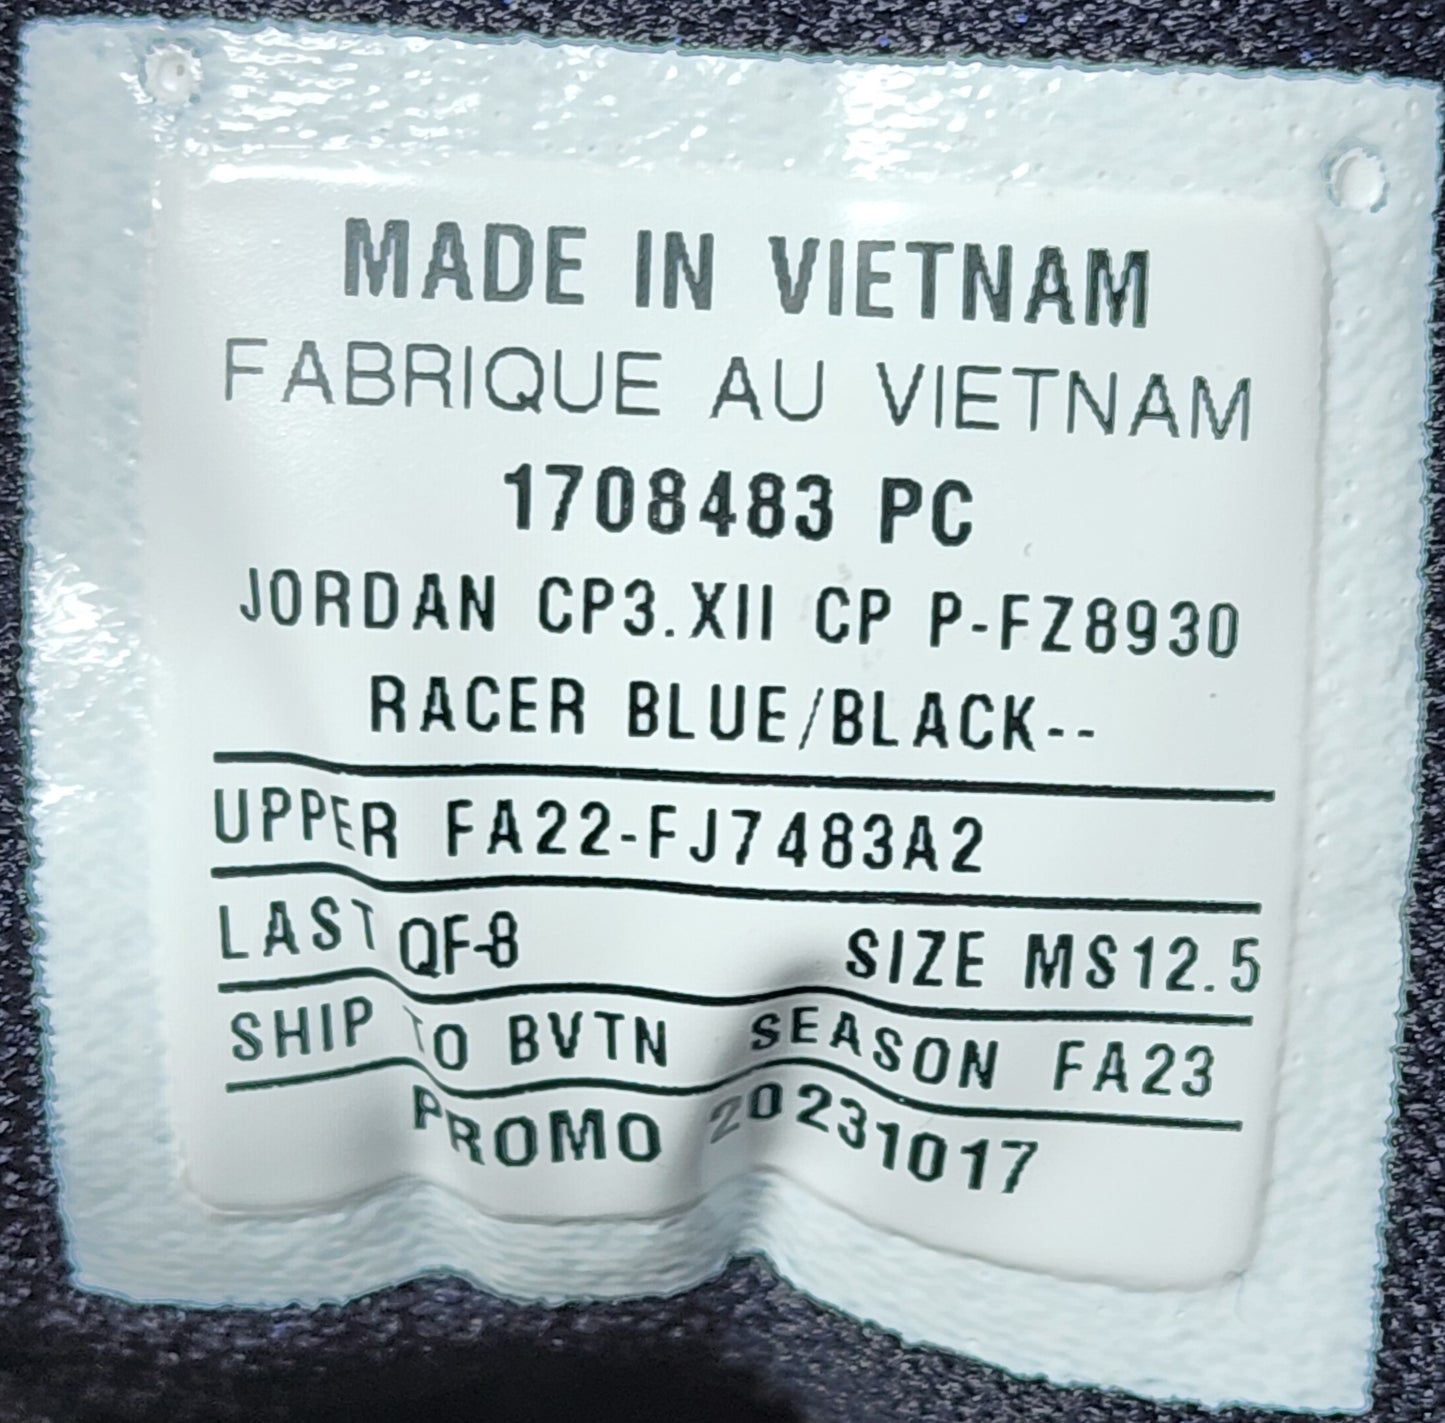 MADE IN VIETNAM
FABRIQUE AU VIETNAM
1708483 PC
JORDAN CP3.XII CP P-FZ8930
RACER BLUE/BLACK--
UPPER FA22-FJ7483A2
LAST QF-8 SIZE MS12.5
SHIP TO BVTN SEASON FA23
PROMO 20231017